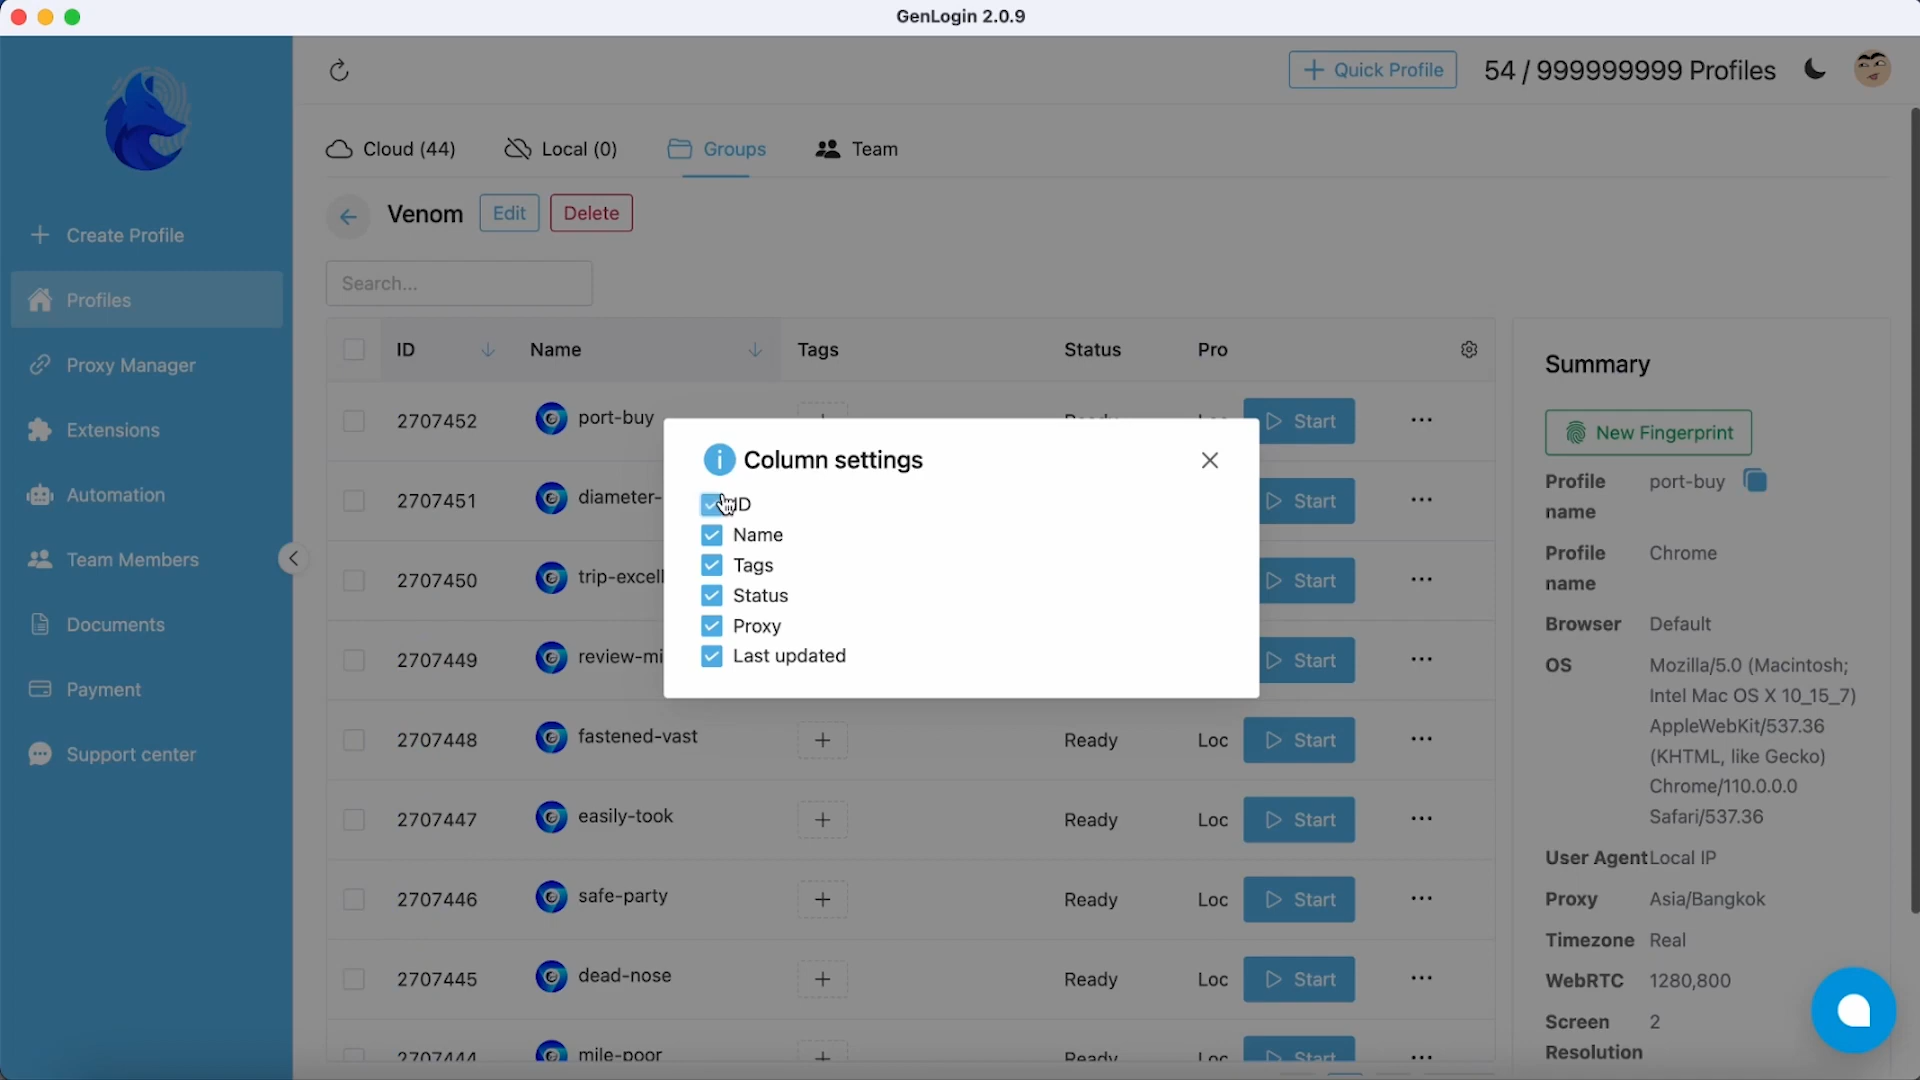 GenLogin 2.0.9
Quick Profile
54 / 999999999 Profiles
Cloud (44)
Local (0)
Groups
Team
Venom
Edit
Delete
Search...
Create Profile
Profiles
Proxy Manager
Extensions
Automation
Team Members
Documents
Payment
Support center
ID Name Tags Status Pro
2707452 port-buy Start ...
2707451 diameter- Start ...
2707450 trip-excell Start ...
2707449 review-mi Start ...
2707448 fastened-vast + Ready Loc Start ...
2707447 easily-took + Ready Loc Start ...
2707446 safe-party + Ready Loc Start ...
2707445 dead-nose + Ready Loc Start ...
2707444 mile-poor + Ready Loc Start ...
Column settings
ID
Name
Tags
Status
Proxy
Last updated
Summary
New Fingerprint
Profile name port-buy
Profile name Chrome
Browser Default
OS Mozilla/5.0 (Macintosh;
Intel Mac OS X 10_15_7)
AppleWebKit/537.36
(KHTML, like Gecko)
Chrome/110.0.0.0
Safari/537.36
User Agent Local IP
Proxy Asia/Bangkok
Timezone Real
WebRTC 1280,800
Screen 2
Resolution